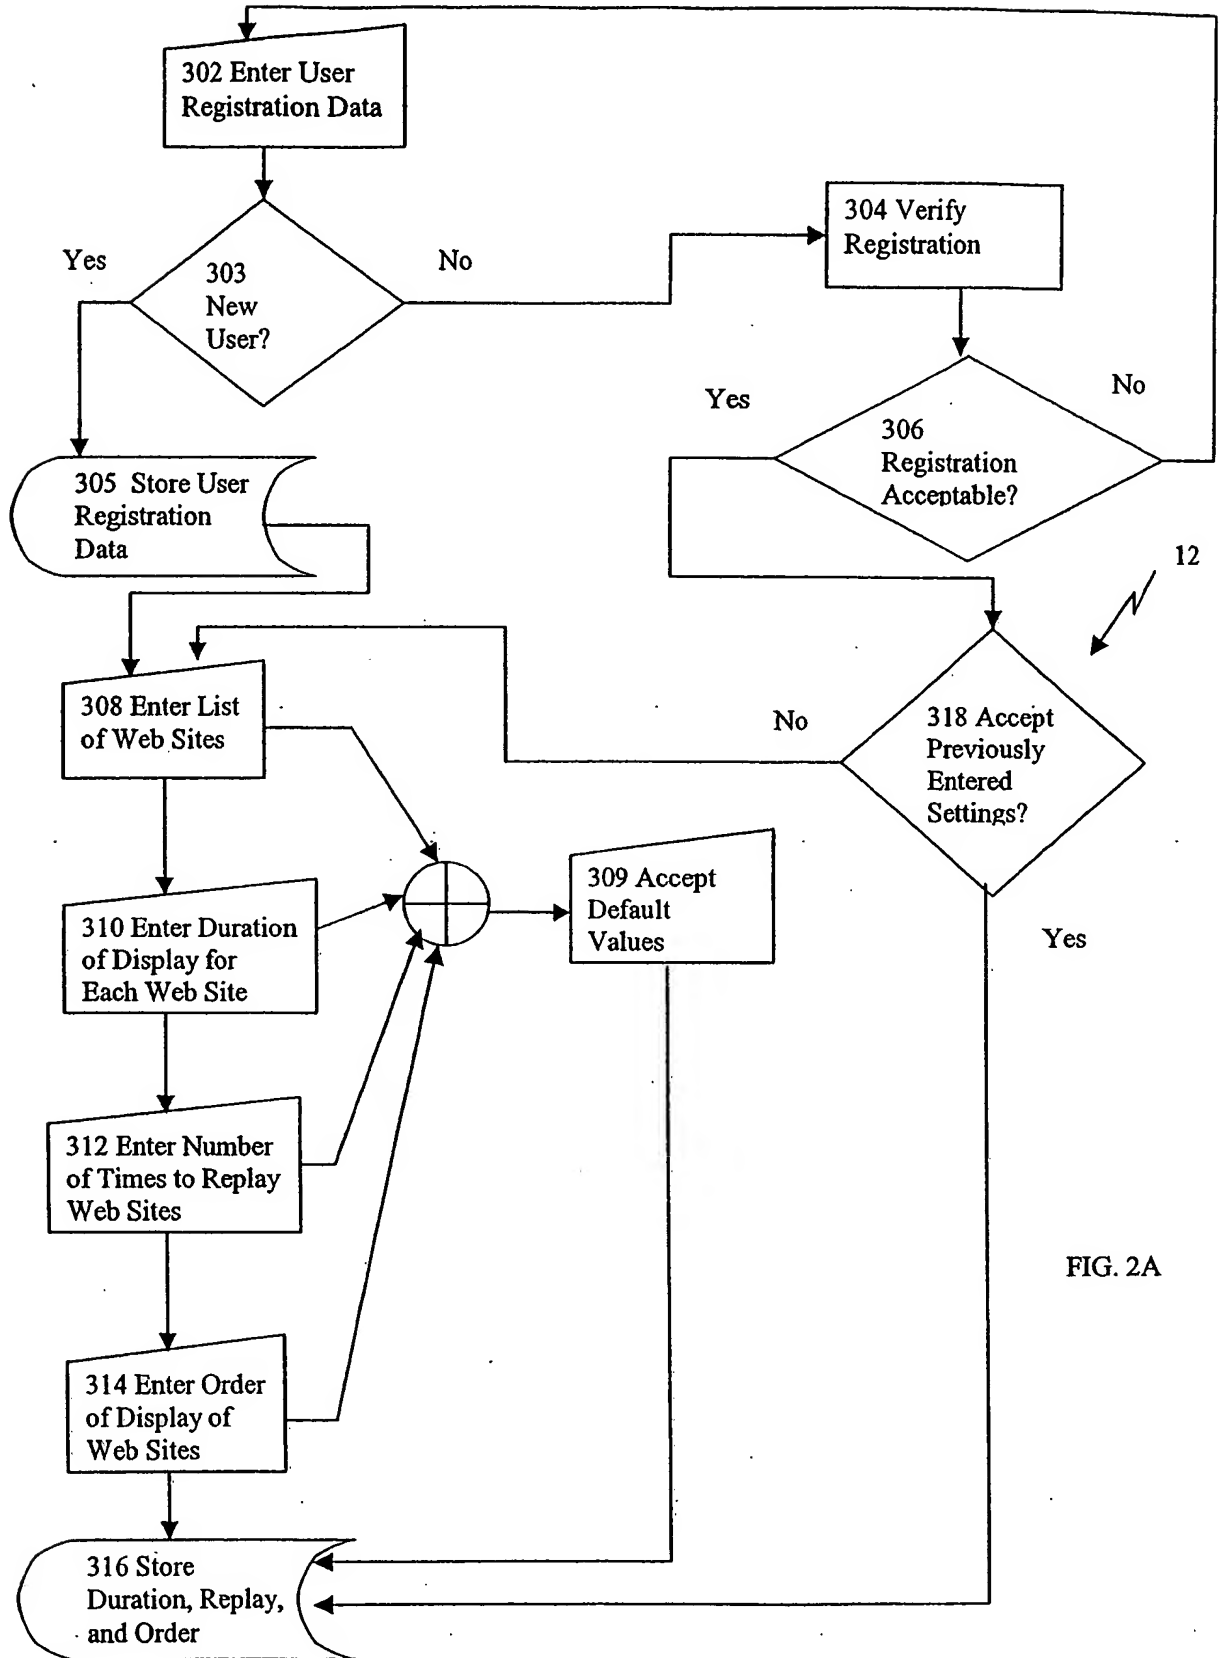 302 Enter User
Registration Data
303
New
User?
Yes
No
304 Verify
Registration
306
Registration
Acceptable?
Yes
No
305 Store User
Registration
Data
12
308 Enter List
of Web Sites
318 Accept
Previously
Entered
Settings?
No
Yes
309 Accept
Default
Values
310 Enter Duration
of Display for
Each Web Site
312 Enter Number
of Times to Replay
Web Sites
314 Enter Order
of Display of
Web Sites
316 Store
Duration, Replay,
and Order
FIG. 2A